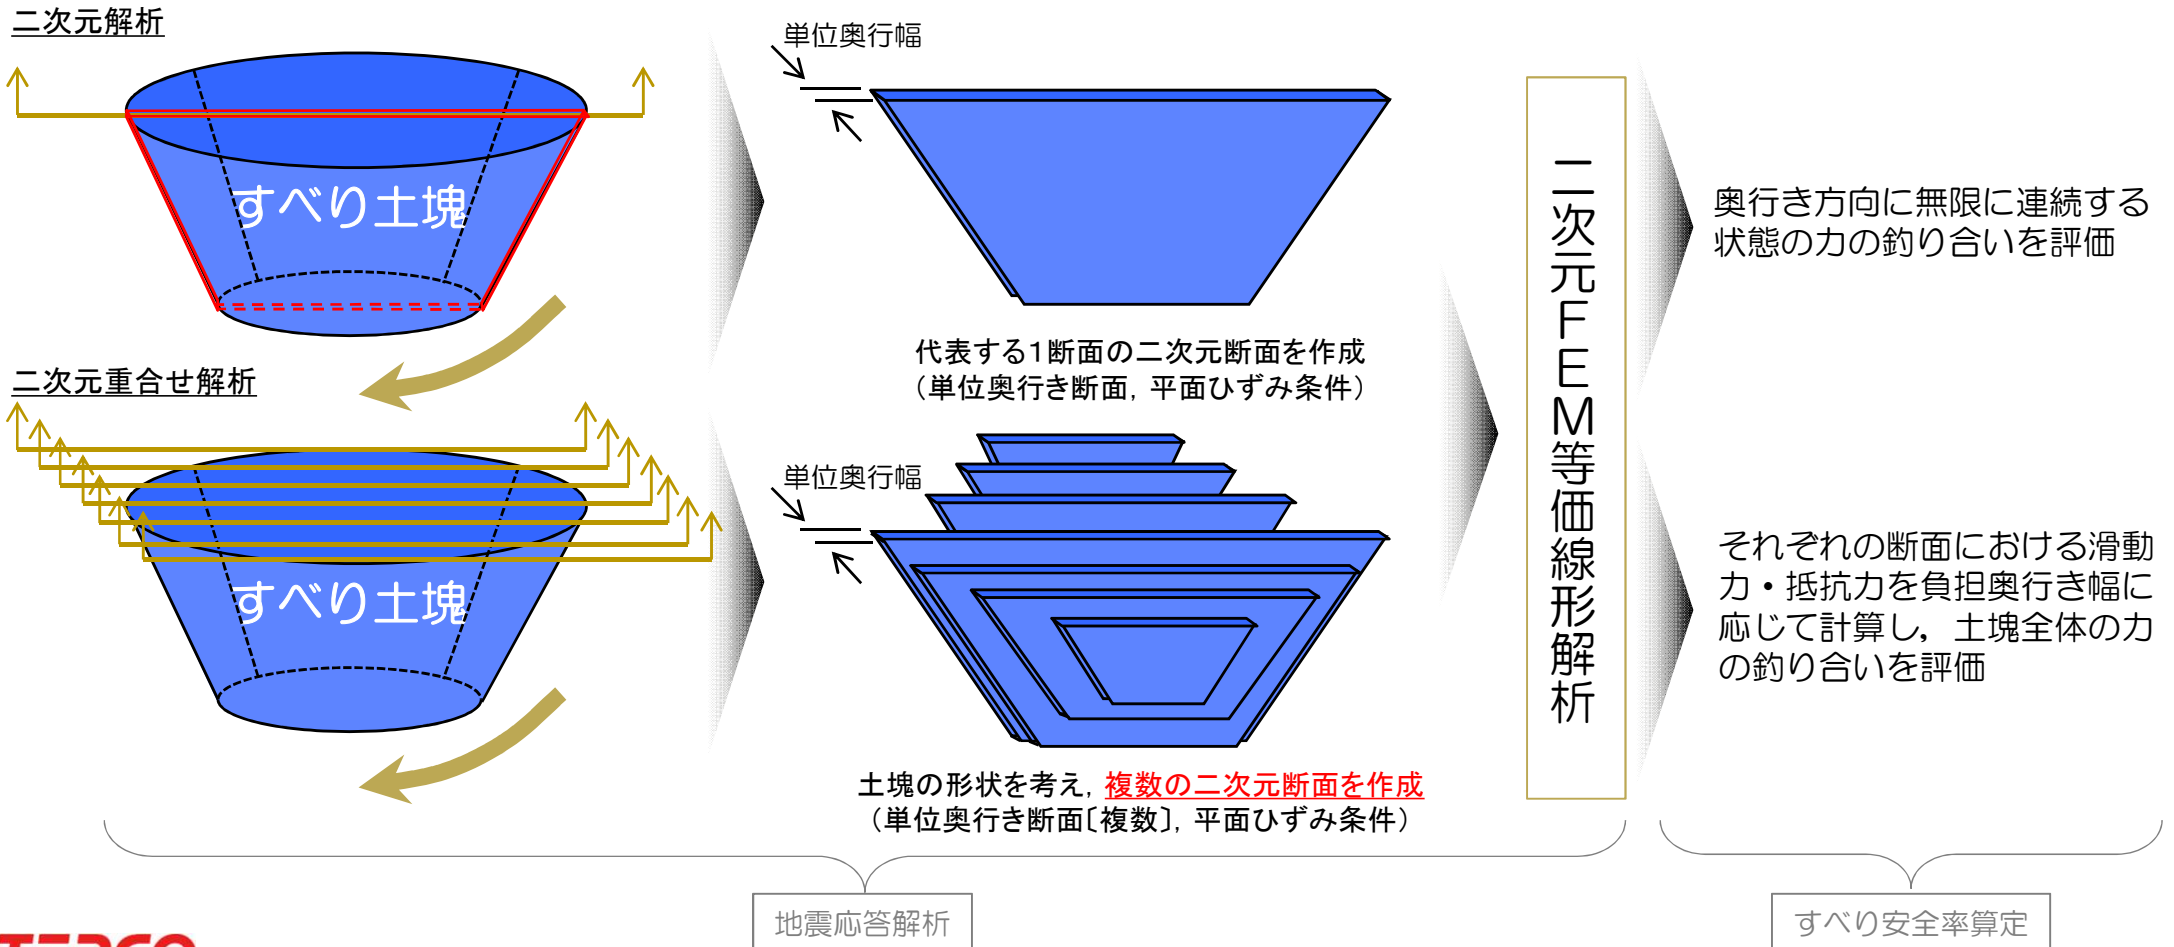 二次元解析
単位奥行幅
すべり土塊
代表する1断面の二次元断面を作成
（単位奥行き断面，平面ひずみ条件）
二次元重合せ解析
単位奥行幅
すべり土塊
土塊の形状を考え，複数の二次元断面を作成
（単位奥行き断面〔複数〕，平面ひずみ条件）
二次元ＦＥＭ等価線形解析
奥行き方向に無限に連続する
状態の力の釣り合いを評価
それぞれの断面における滑動
力・抵抗力を負担奥行き幅に
応じて計算し，土塊全体の力
の釣り合いを評価
地震応答解析
すべり安全率算定
TEPCO